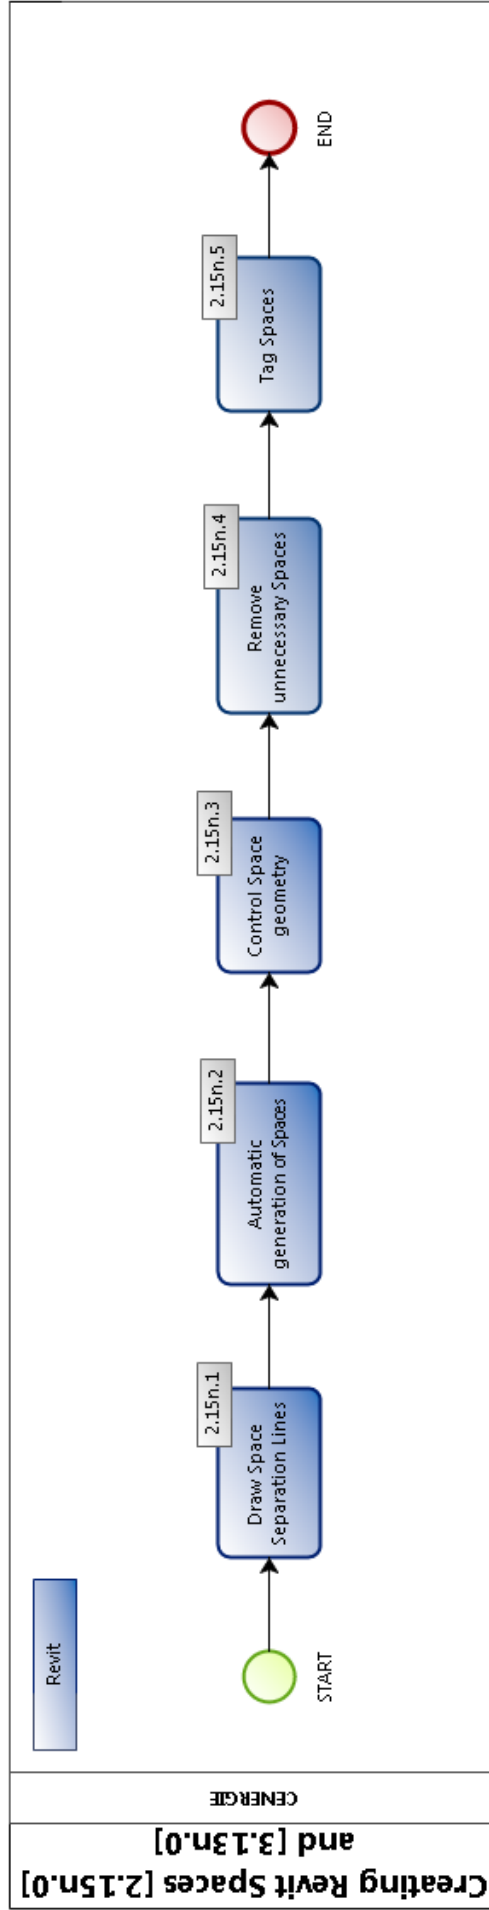 Creating Revit Spaces [2.15n.0]
and [3.13n.0]
CENERGIE
Revit
START
2.15n.1
Draw Space
Separation Lines
2.15n.2
Automatic
generation of Spaces
2.15n.3
Control Space
geometry
2.15n.4
Remove
unnecessary Spaces
2.15n.5
Tag Spaces
END